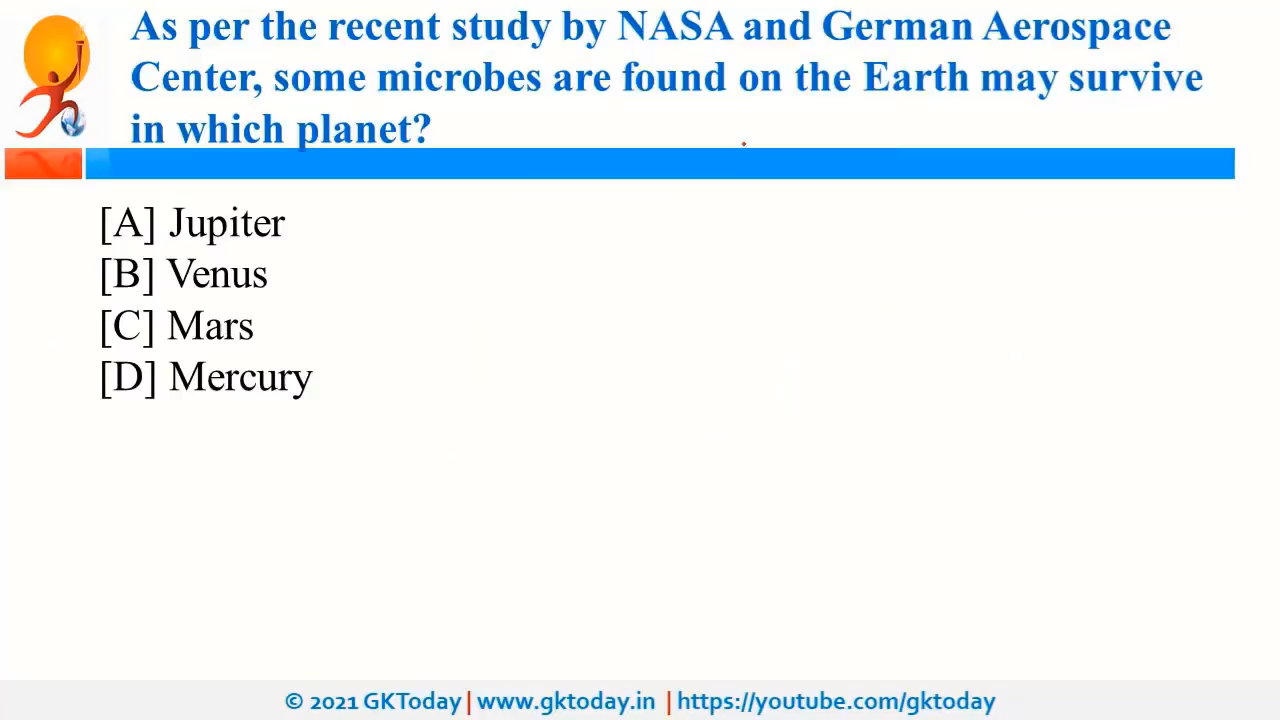 As per the recent study by NASA and German Aerospace
Center, some microbes are found on the Earth may survive
in which planet?
[A] Jupiter
[B] Venus
[C] Mars
[D] Mercury
© 2021 GKToday | www.gktoday.in | https://youtube.com/gktoday